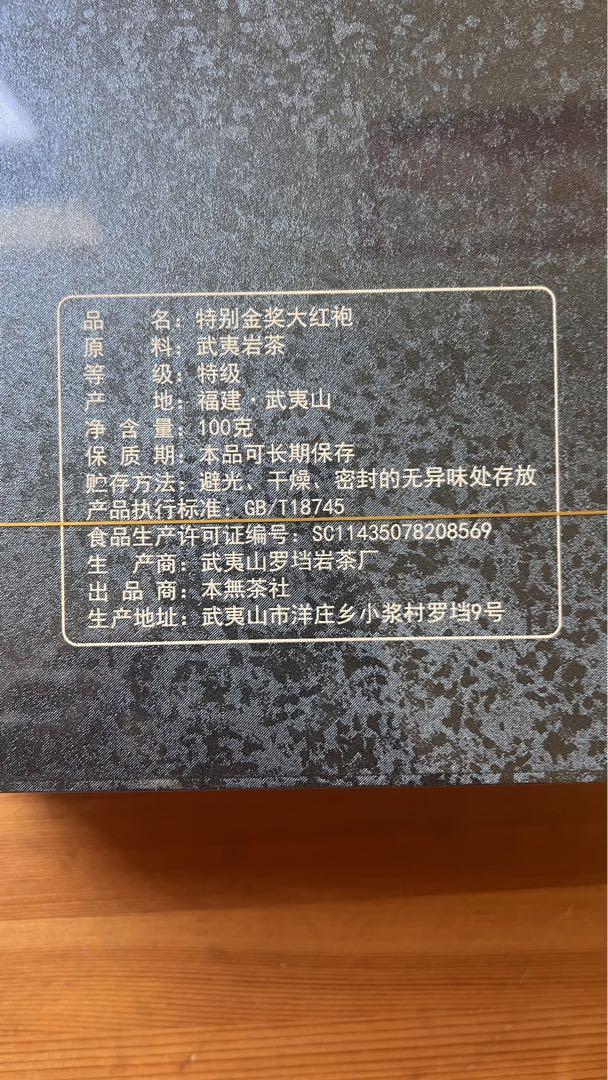 品 名：特别金奖大红袍
原 料：武夷岩茶
等 级：特级
产 地：福建·武夷山
净含量：100克
保质期：本品可长期保存
贮存方法：避光、干燥、密封的无异味处存放
产品执行标准：GB/T18745
食品生产许可证编号：SC11435078208569
生 产商：武夷山罗垱岩茶厂
出品商：本無茶社
生产地址：武夷山市洋庄乡小浆村罗垱9号